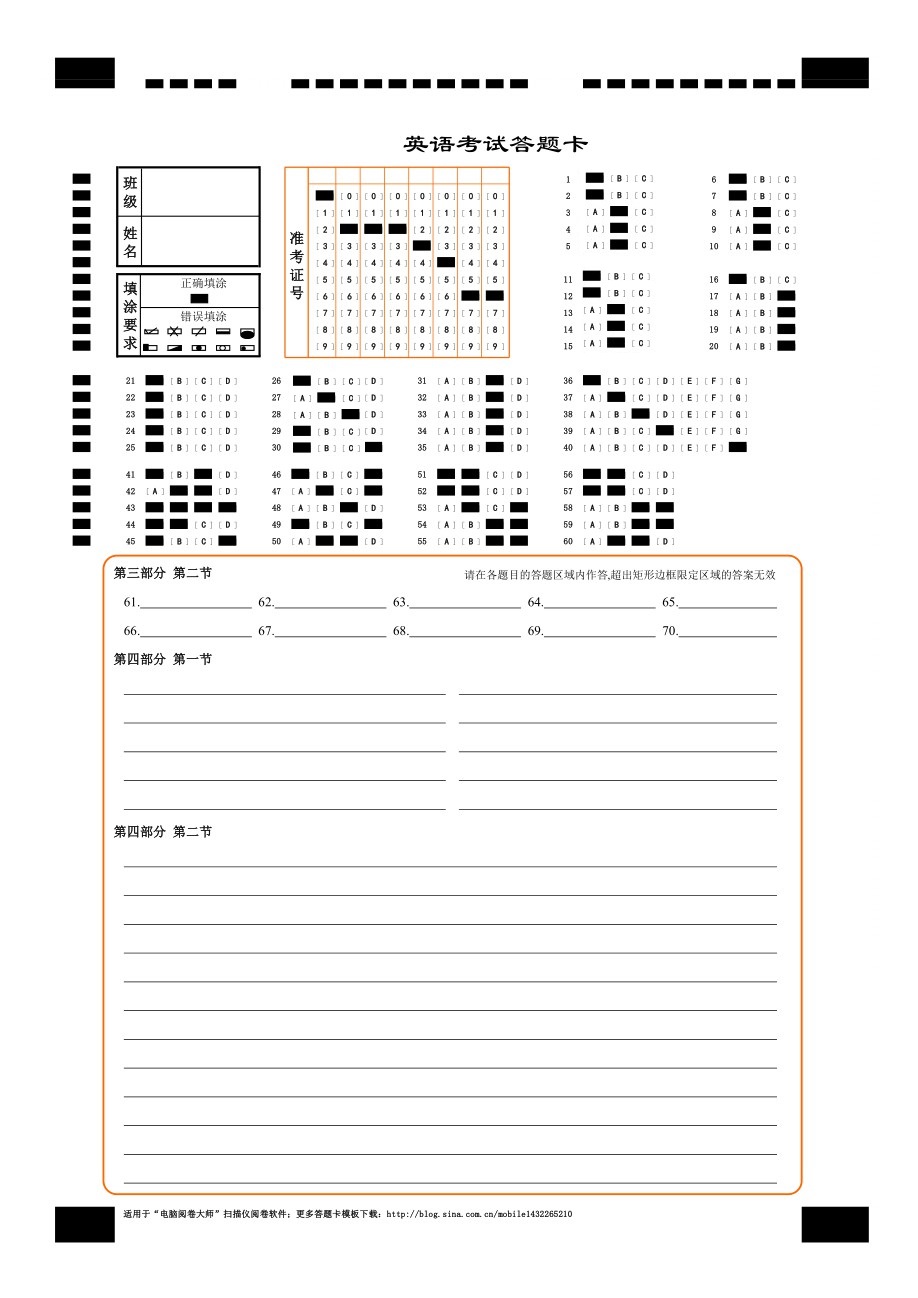 英语考试答题卡
班级
姓名
填涂要求
正确填涂
错误填涂
准考证号
[0] [0] [0] [0] [0] [0] [0]
[1] [1] [1] [1] [1] [1] [1] [1]
[2] [2] [2] [2] [2]
[3] [3] [3] [3] [3] [3] [3]
[4] [4] [4] [4] [4] [4] [4]
[5] [5] [5] [5] [5] [5] [5] [5]
[6] [6] [6] [6] [6] [6]
[7] [7] [7] [7] [7] [7] [7] [7]
[8] [8] [8] [8] [8] [8] [8] [8]
[9] [9] [9] [9] [9] [9] [9] [9]
1 [B] [C]
2 [B] [C]
3 [A] [C]
4 [A] [C]
5 [A] [C]
6 [B] [C]
7 [B] [C]
8 [A] [C]
9 [A] [C]
10 [A] [C]
11 [B] [C]
12 [B] [C]
13 [A] [C]
14 [A] [C]
15 [A] [C]
16 [B] [C]
17 [A] [B]
18 [A] [B]
19 [A] [B]
20 [A] [B]
21 [B] [C] [D]
22 [B] [C] [D]
23 [B] [C] [D]
24 [B] [C] [D]
25 [B] [C] [D]
26 [B] [C] [D]
27 [A] [C] [D]
28 [A] [B] [D]
29 [B] [C] [D]
30 [B] [C]
31 [A] [B] [D]
32 [A] [B] [D]
33 [A] [B] [D]
34 [A] [B] [D]
35 [A] [B] [D]
36 [B] [C] [D] [E] [F] [G]
37 [A] [C] [D] [E] [F] [G]
38 [A] [B] [D] [E] [F] [G]
39 [A] [B] [C] [E] [F] [G]
40 [A] [B] [C] [D] [E] [F]
41 [B] [D]
42 [A] [D]
43
44 [C] [D]
45 [B] [C]
46 [B] [C]
47 [A] [C]
48 [A] [B] [D]
49 [B] [C]
50 [A] [D]
51 [C] [D]
52 [C] [D]
53 [A] [C]
54 [A] [B]
55 [A] [B]
56 [C] [D]
57 [C] [D]
58 [A] [B]
59 [A] [B]
60 [A] [D]
第三部分 第二节
请在各题目的答题区域内作答,超出矩形边框限定区域的答案无效
61. 62. 63. 64. 65.
66. 67. 68. 69. 70.
第四部分 第一节
第四部分 第二节
适用于“电脑阅卷大师”扫描仪阅卷软件；更多答题卡模板下载：http://blog.sina.com.cn/mobile1432265210